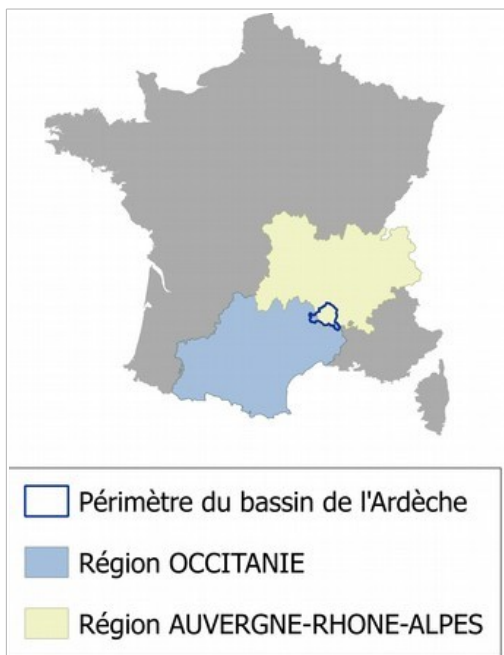 Périmètre du bassin de l'Ardèche
Région OCCITANIE
Région AUVERGNE-RHONE-ALPES